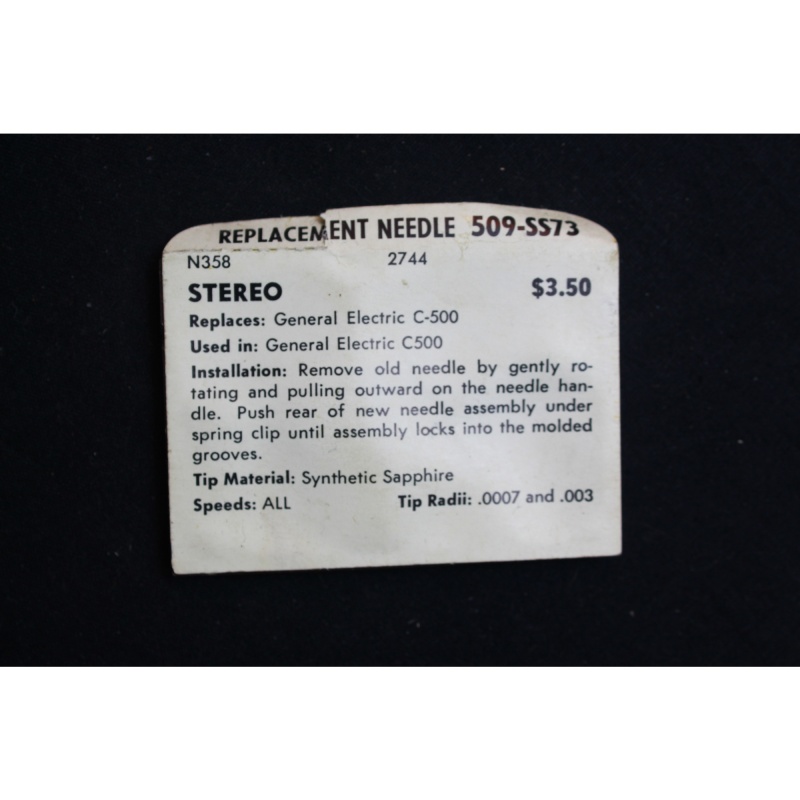 REPLACEMENT NEEDLE 509-SS73
N358 2744
STEREO $3.50
Replaces: General Electric C-500
Used in: General Electric C500
Installation: Remove old needle by gently ro-
tating and pulling outward on the needle han-
dle. Push rear of new needle assembly under
spring clip until assembly locks into the molded
grooves.
Tip Material: Synthetic Sapphire
Speeds: ALL Tip Radii: .0007 and .003